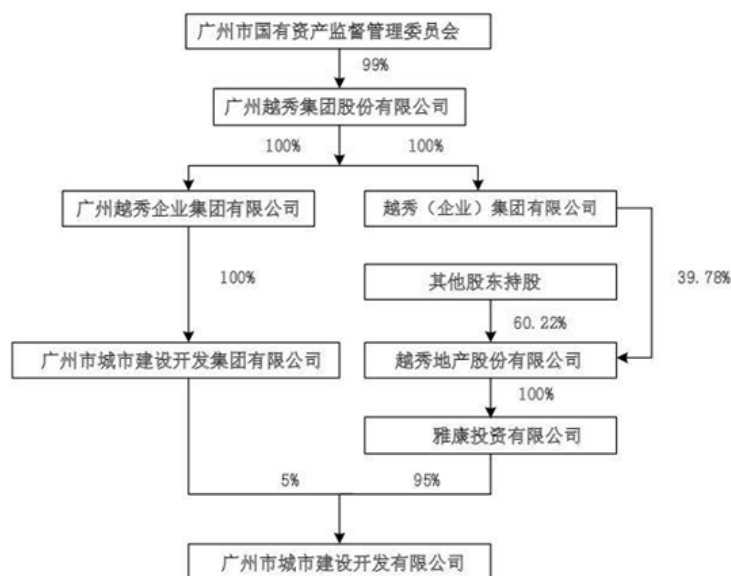 广州市国有资产监督管理委员会
99%
广州越秀集团股份有限公司
100% 100%
广州越秀企业集团有限公司 越秀（企业）集团有限公司
100% 其他股东持股 39.78%
60.22%
广州市城市建设开发集团有限公司 越秀地产股份有限公司
100%
雅康投资有限公司
5% 95%
广州市城市建设开发有限公司